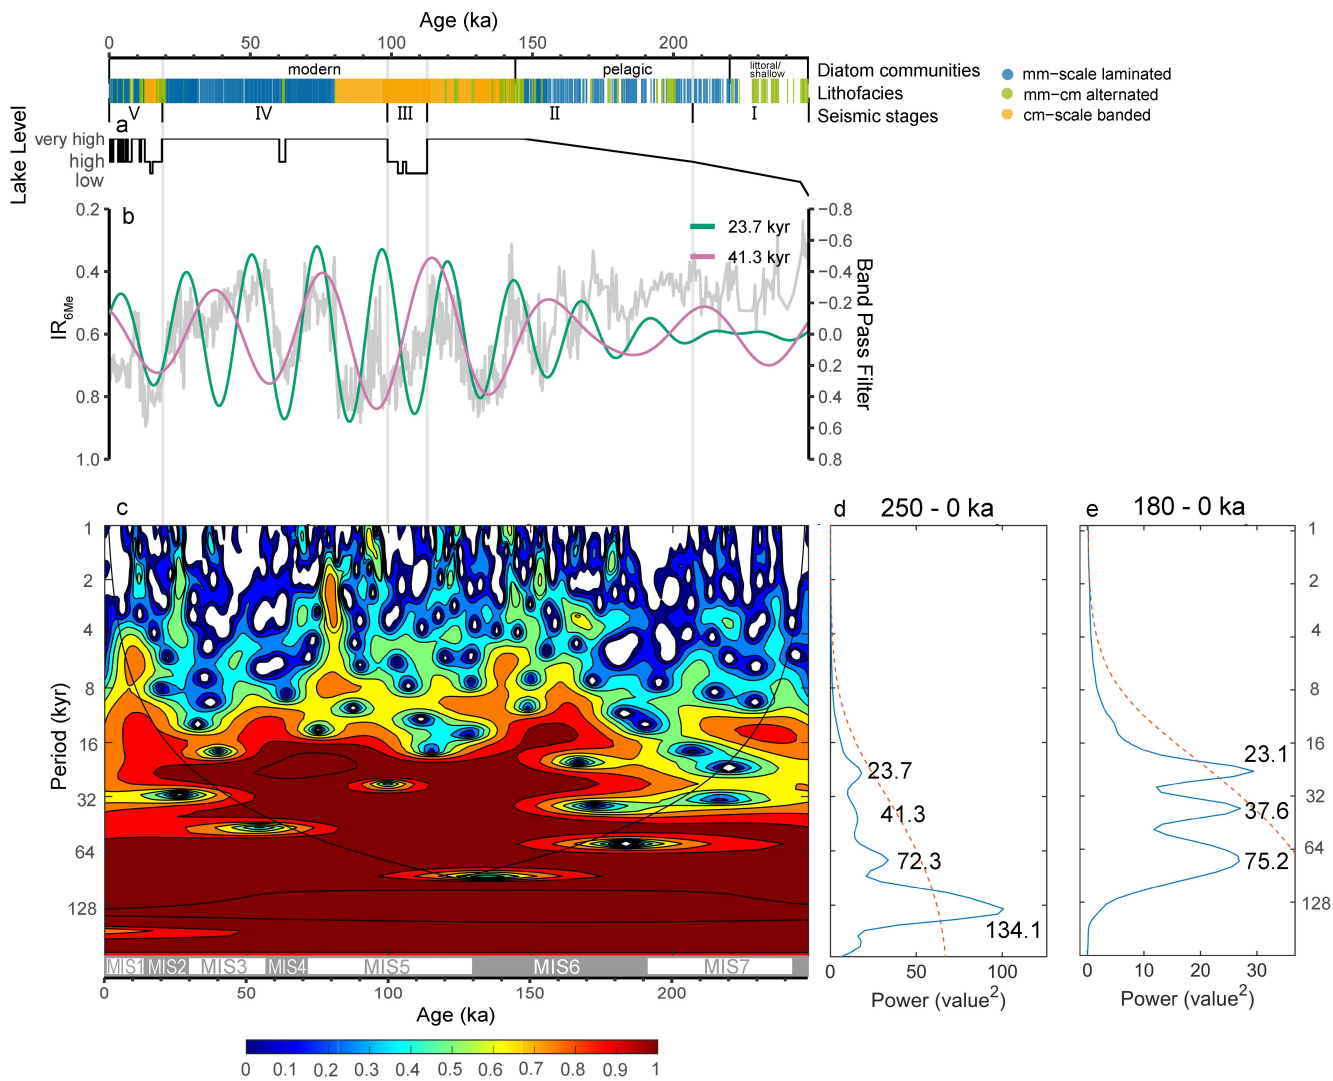 Age (ka)
0 50 100 150 200
modern pelagic littoral/
shallow
Diatom communities
Lithofacies
Seismic stages
mm-scale laminated
mm-cm alternated
cm-scale banded
V IV III II I
a
Lake Level
very high
high
low
b
0.2
0.4
0.6
0.8
1.0
IR6Me
23.7 kyr
41.3 kyr
−0.8
−0.6
−0.4
−0.2
0.0
0.2
0.4
0.6
0.8
Band Pass Filter
c
1
2
4
8
16
32
64
128
Period (kyr)
MIS1 MIS2 MIS3 MIS4 MIS5 MIS6 MIS7
0 50 100 150 200
Age (ka)
0 0.1 0.2 0.3 0.4 0.5 0.6 0.7 0.8 0.9 1
d 250 - 0 ka
23.7
41.3
72.3
134.1
0 50 100
Power (value2)
e 180 - 0 ka
23.1
37.6
75.2
1
2
4
8
16
32
64
128
0 10 20 30
Power (value2)